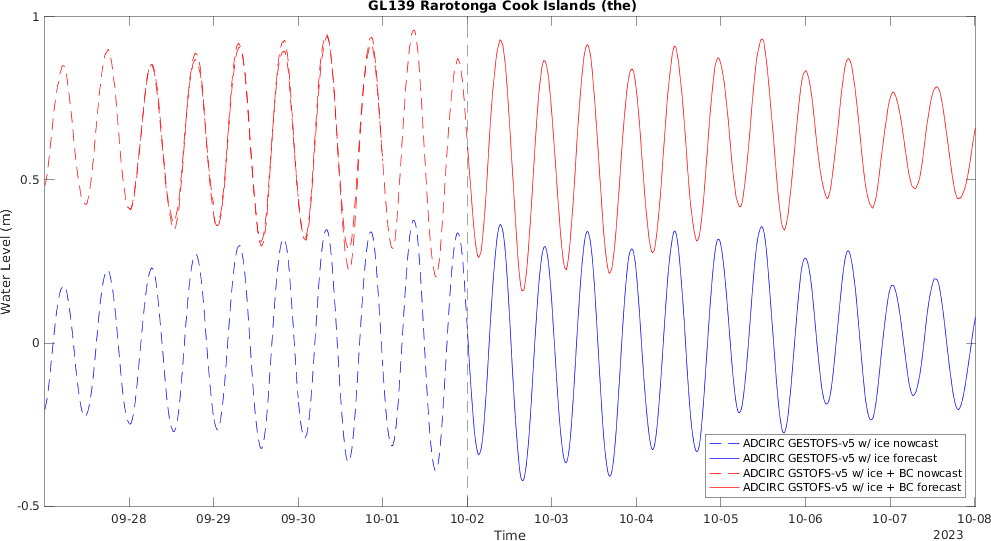 GL139 Rarotonga Cook Islands (the)
1
0.5
0
-0.5
Water Level (m)
ADCIRC GESTOFS-v5 w/ ice nowcast
ADCIRC GESTOFS-v5 w/ ice forecast
ADCIRC GSTOFS-v5 w/ ice + BC nowcast
ADCIRC GSTOFS-v5 w/ ice + BC forecast
09-28 09-29 09-30 10-01 10-02 10-03 10-04 10-05 10-06 10-07 10-08
Time
2023